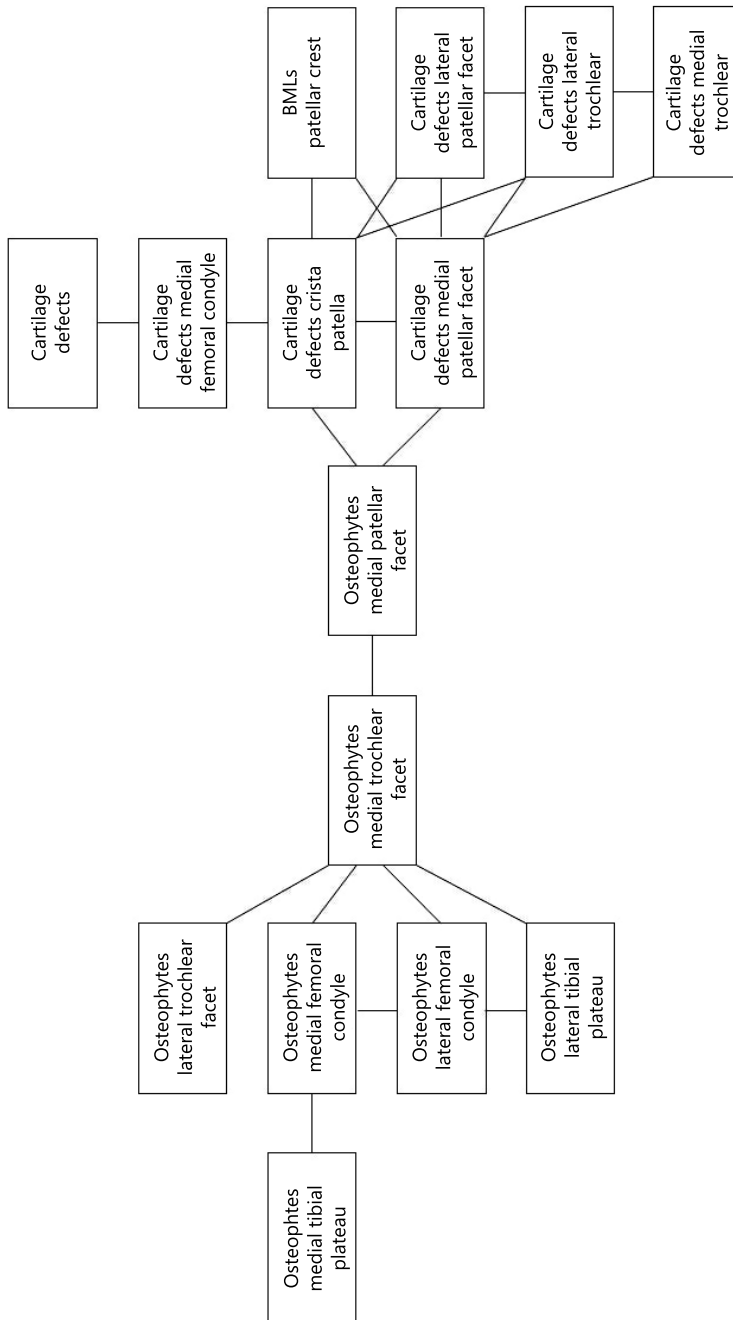 Cartilage
defects
Osteophytes
lateral trochlear
facet
Cartilage
defects medial
femoral condyle
Osteophtes
medial tibial
plateau
Osteophytes
medial femoral
condyle
Cartilage
defects crista
patella
BMLs
patellar crest
Osteophytes
medial trochlear
facet
Osteophytes
medial patellar
facet
Osteophytes
lateral femoral
condyle
Cartilage
defects medial
patellar facet
Cartilage
defects lateral
patellar facet
Osteophytes
lateral tibial
plateau
Cartilage
defects lateral
trochlear
Cartilage
defects medial
trochlear